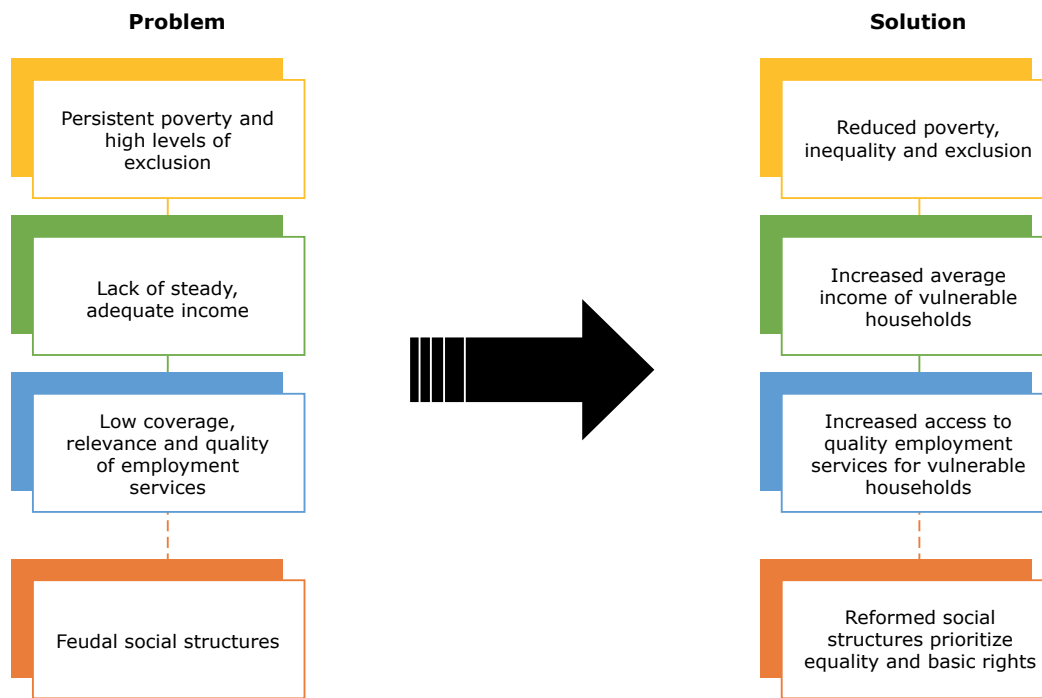 Problem
Persistent poverty and
high levels of
exclusion
Lack of steady,
adequate income
Low coverage,
relevance and quality
of employment
services
Feudal social structures
Solution
Reduced poverty,
inequality and exclusion
Increased average
income of vulnerable
households
Increased access to
quality employment
services for vulnerable
households
Reformed social
structures prioritize
equality and basic rights